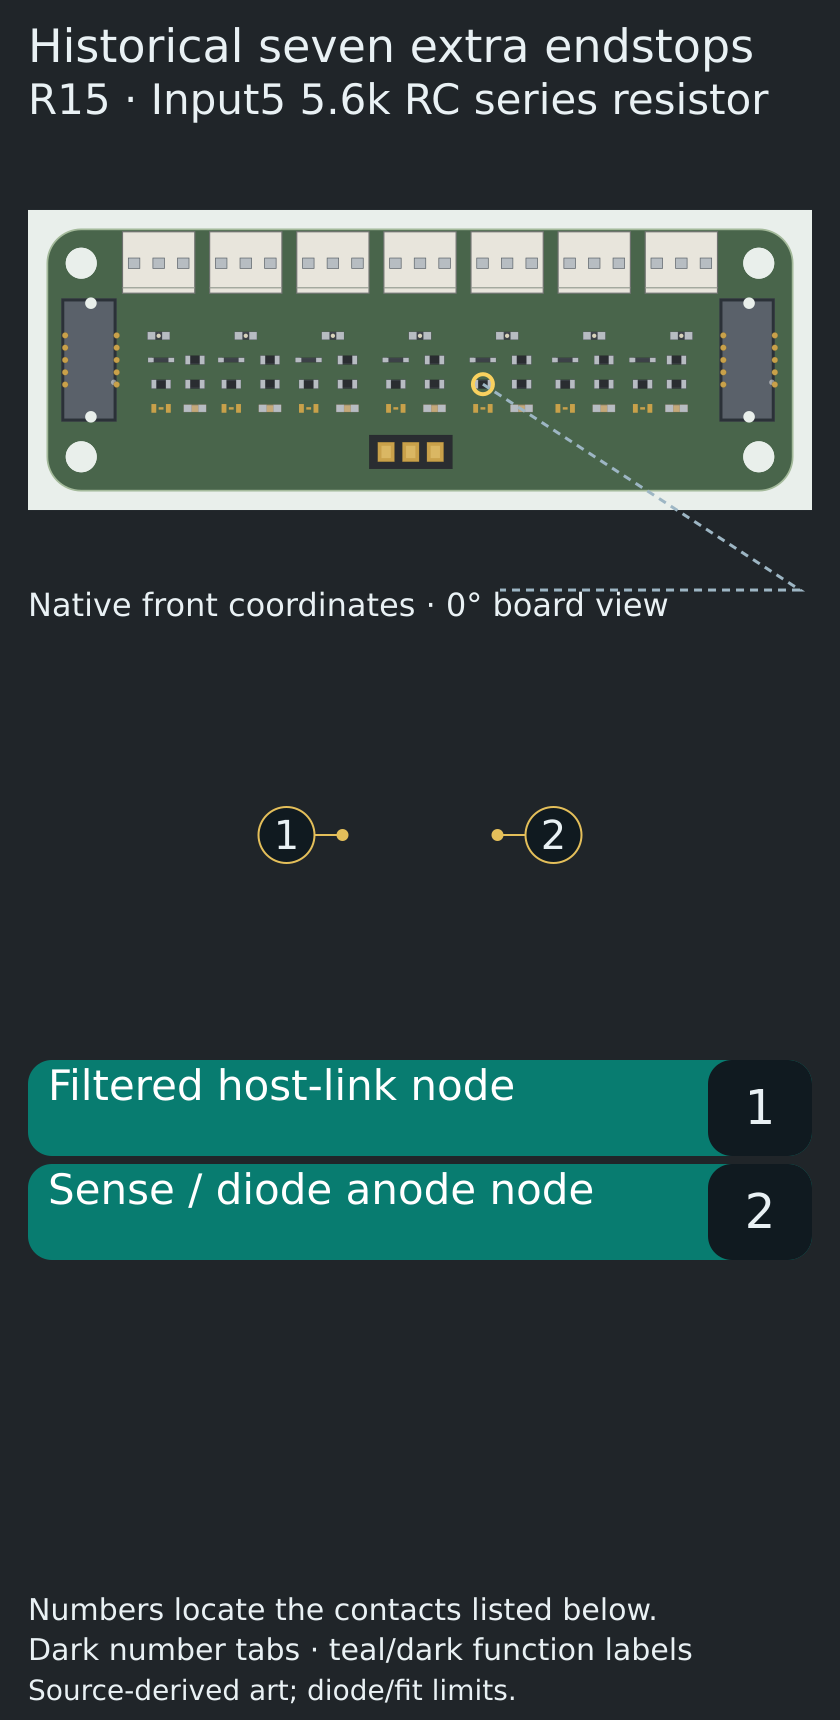 Historical seven extra endstops
R15 · Input5 5.6k RC series resistor
Native front coordinates · 0° board view
1
2
Filtered host-link node 1
Sense / diode anode node 2
Numbers locate the contacts listed below.
Dark number tabs · teal/dark function labels
Source-derived art; diode/fit limits.